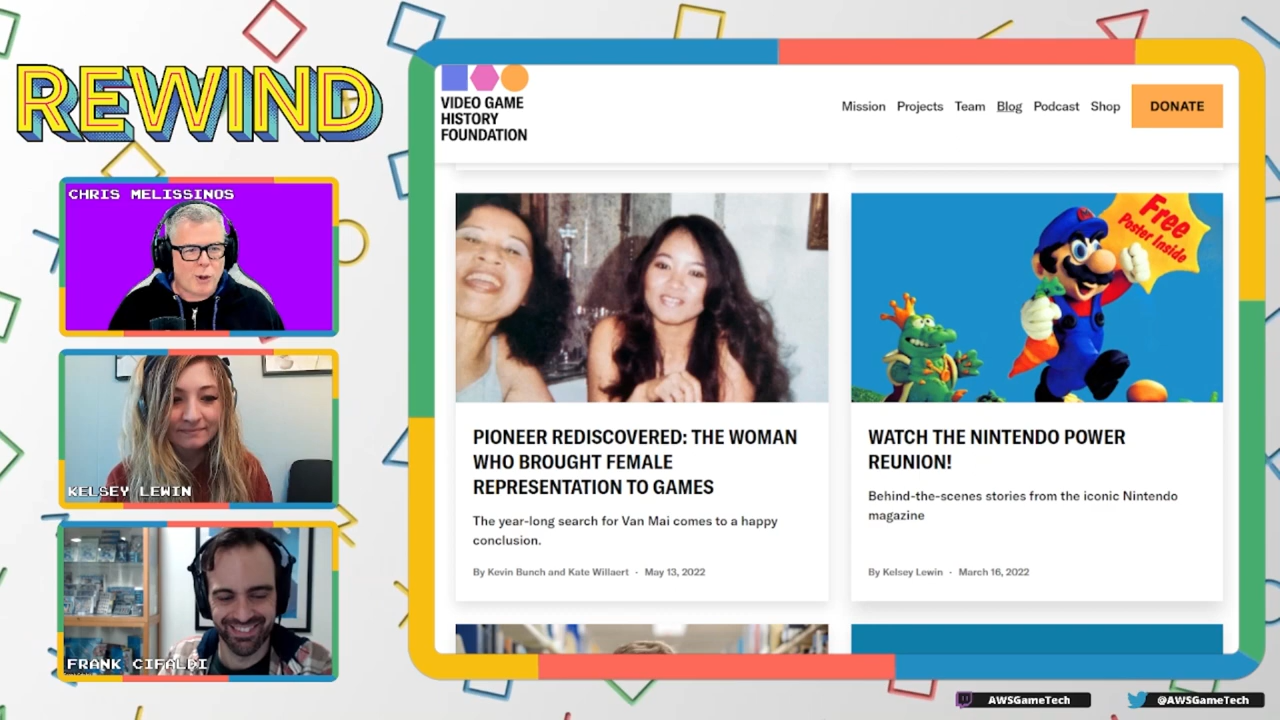 REWIND
CHRIS MELISSINOS
KELSEY LEWIN
FRANK CIFALDI
VIDEO GAME
HISTORY
FOUNDATION
Mission Projects Team Blog Podcast Shop DONATE
Free
Poster Inside
PIONEER REDISCOVERED: THE WOMAN
WHO BROUGHT FEMALE
REPRESENTATION TO GAMES
The year-long search for Van Mai comes to a happy
conclusion.
By Kevin Bunch and Kate Willaert · May 13, 2022
WATCH THE NINTENDO POWER
REUNION!
Behind-the-scenes stories from the iconic Nintendo
magazine
By Kelsey Lewin · March 16, 2022
AWSGameTech
@AWSGameTech